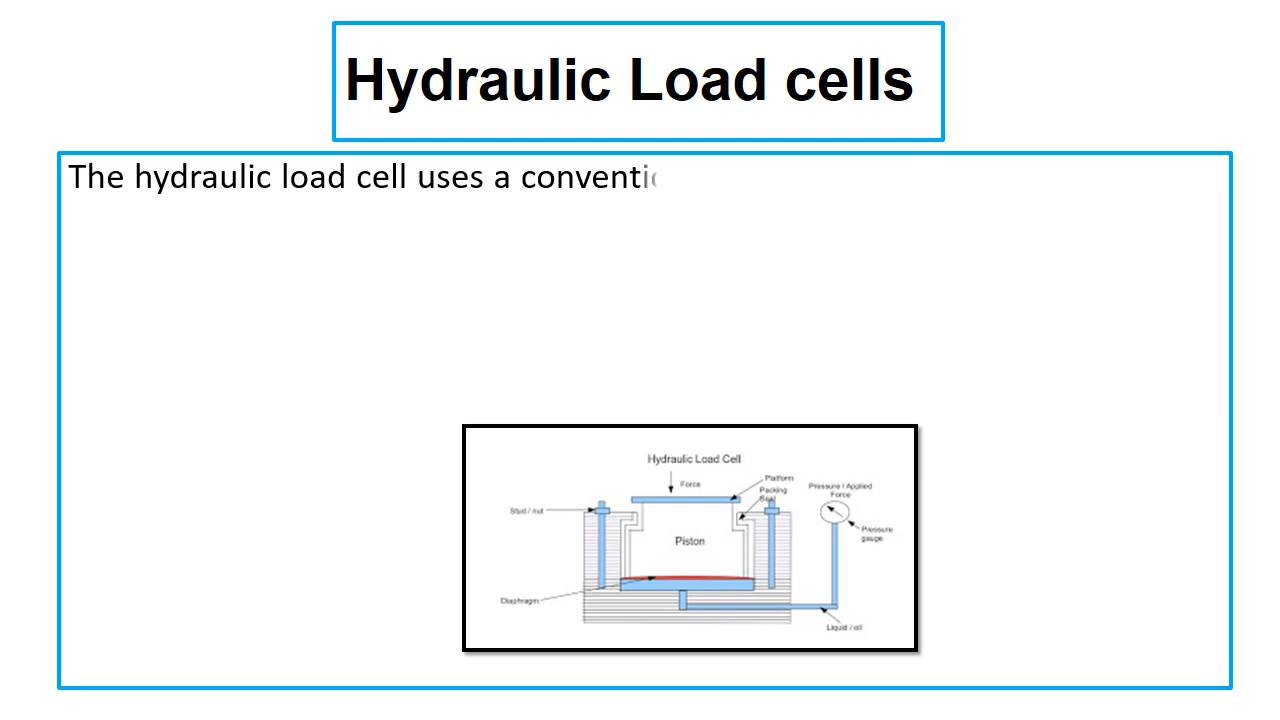 Hydraulic Load cells
The hydraulic load cell uses a conventi
Hydraulic Load Cell
Force
Platform
Packing
Seal
Pressure / Applied
Force
Stud / nut
Pressure
gauge
Piston
Diaphragm
Liquid / oil